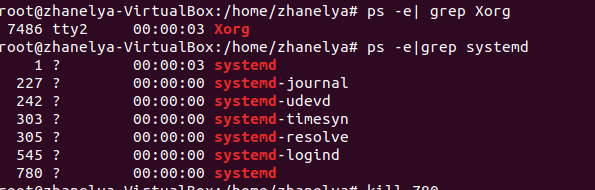 root@zhanelya-VirtualBox:/home/zhanelya# ps -e| grep Xorg
7486 tty2     00:00:03 Xorg
root@zhanelya-VirtualBox:/home/zhanelya# ps -e|grep systemd
1 ?        00:00:03 systemd
227 ?        00:00:00 systemd-journal
242 ?        00:00:00 systemd-udevd
303 ?        00:00:00 systemd-timesyn
305 ?        00:00:00 systemd-resolve
545 ?        00:00:00 systemd-logind
780 ?        00:00:00 systemd
root@zhanelya-VirtualBox:/home/zhanelya# kill 780